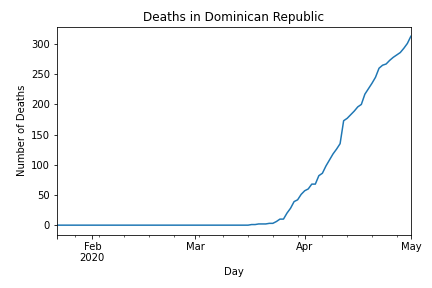 Deaths in Dominican Republic
Number of Deaths
300
250
200
150
100
50
0
Feb
2020
Mar
Apr
May
Day